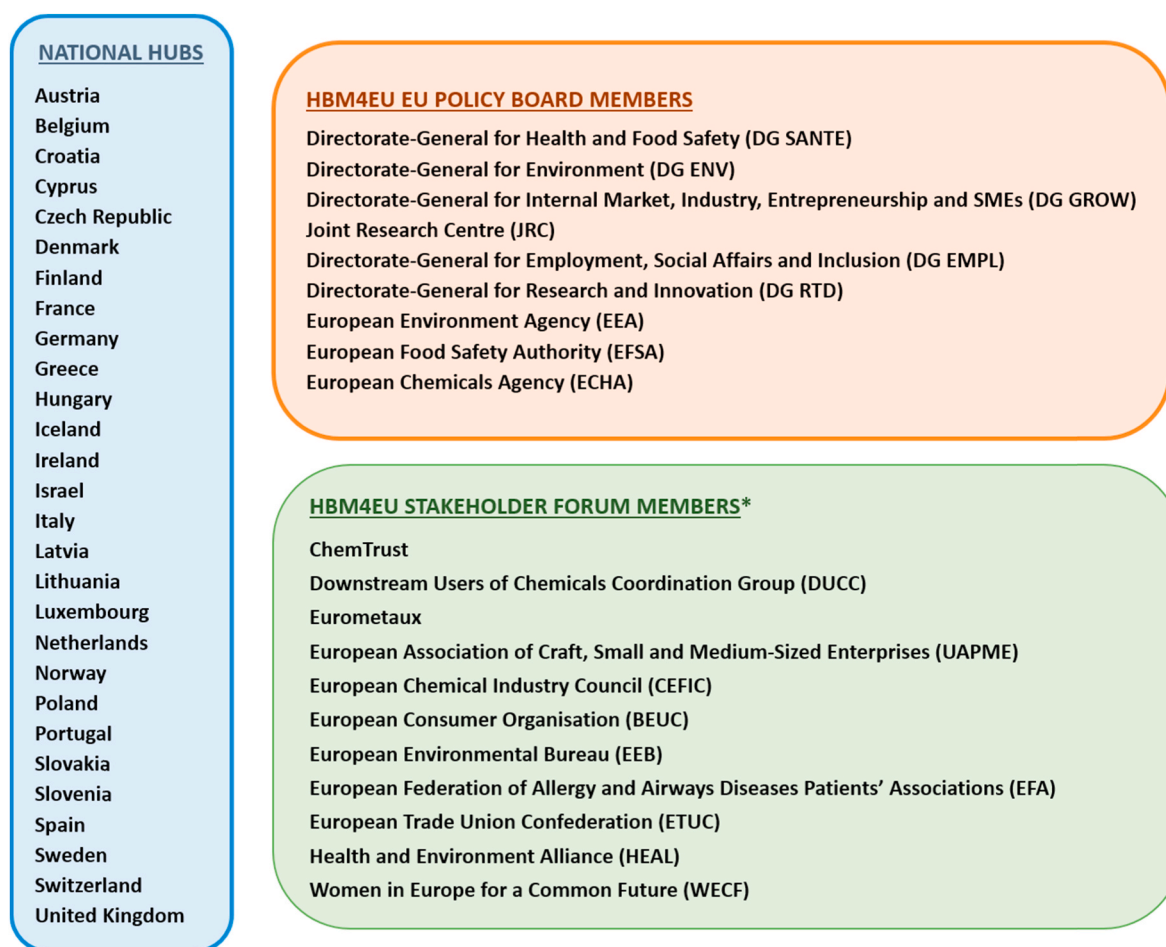 NATIONAL HUBS
Austria
Belgium
Croatia
Cyprus
Czech Republic
Denmark
Finland
France
Germany
Greece
Hungary
Iceland
Ireland
Israel
Italy
Latvia
Lithuania
Luxembourg
Netherlands
Norway
Poland
Portugal
Slovakia
Slovenia
Spain
Sweden
Switzerland
United Kingdom
HBM4EU EU POLICY BOARD MEMBERS
Directorate-General for Health and Food Safety (DG SANTE)
Directorate-General for Environment (DG ENV)
Directorate-General for Internal Market, Industry, Entrepreneurship and SMEs (DG GROW)
Joint Research Centre (JRC)
Directorate-General for Employment, Social Affairs and Inclusion (DG EMPL)
Directorate-General for Research and Innovation (DG RTD)
European Environment Agency (EEA)
European Food Safety Authority (EFSA)
European Chemicals Agency (ECHA)
HBM4EU STAKEHOLDER FORUM MEMBERS*
ChemTrust
Downstream Users of Chemicals Coordination Group (DUCC)
Eurometaux
European Association of Craft, Small and Medium-Sized Enterprises (UAPME)
European Chemical Industry Council (CEFIC)
European Consumer Organisation (BEUC)
European Environmental Bureau (EEB)
European Federation of Allergy and Airways Diseases Patients’ Associations (EFA)
European Trade Union Confederation (ETUC)
Health and Environment Alliance (HEAL)
Women in Europe for a Common Future (WECF)